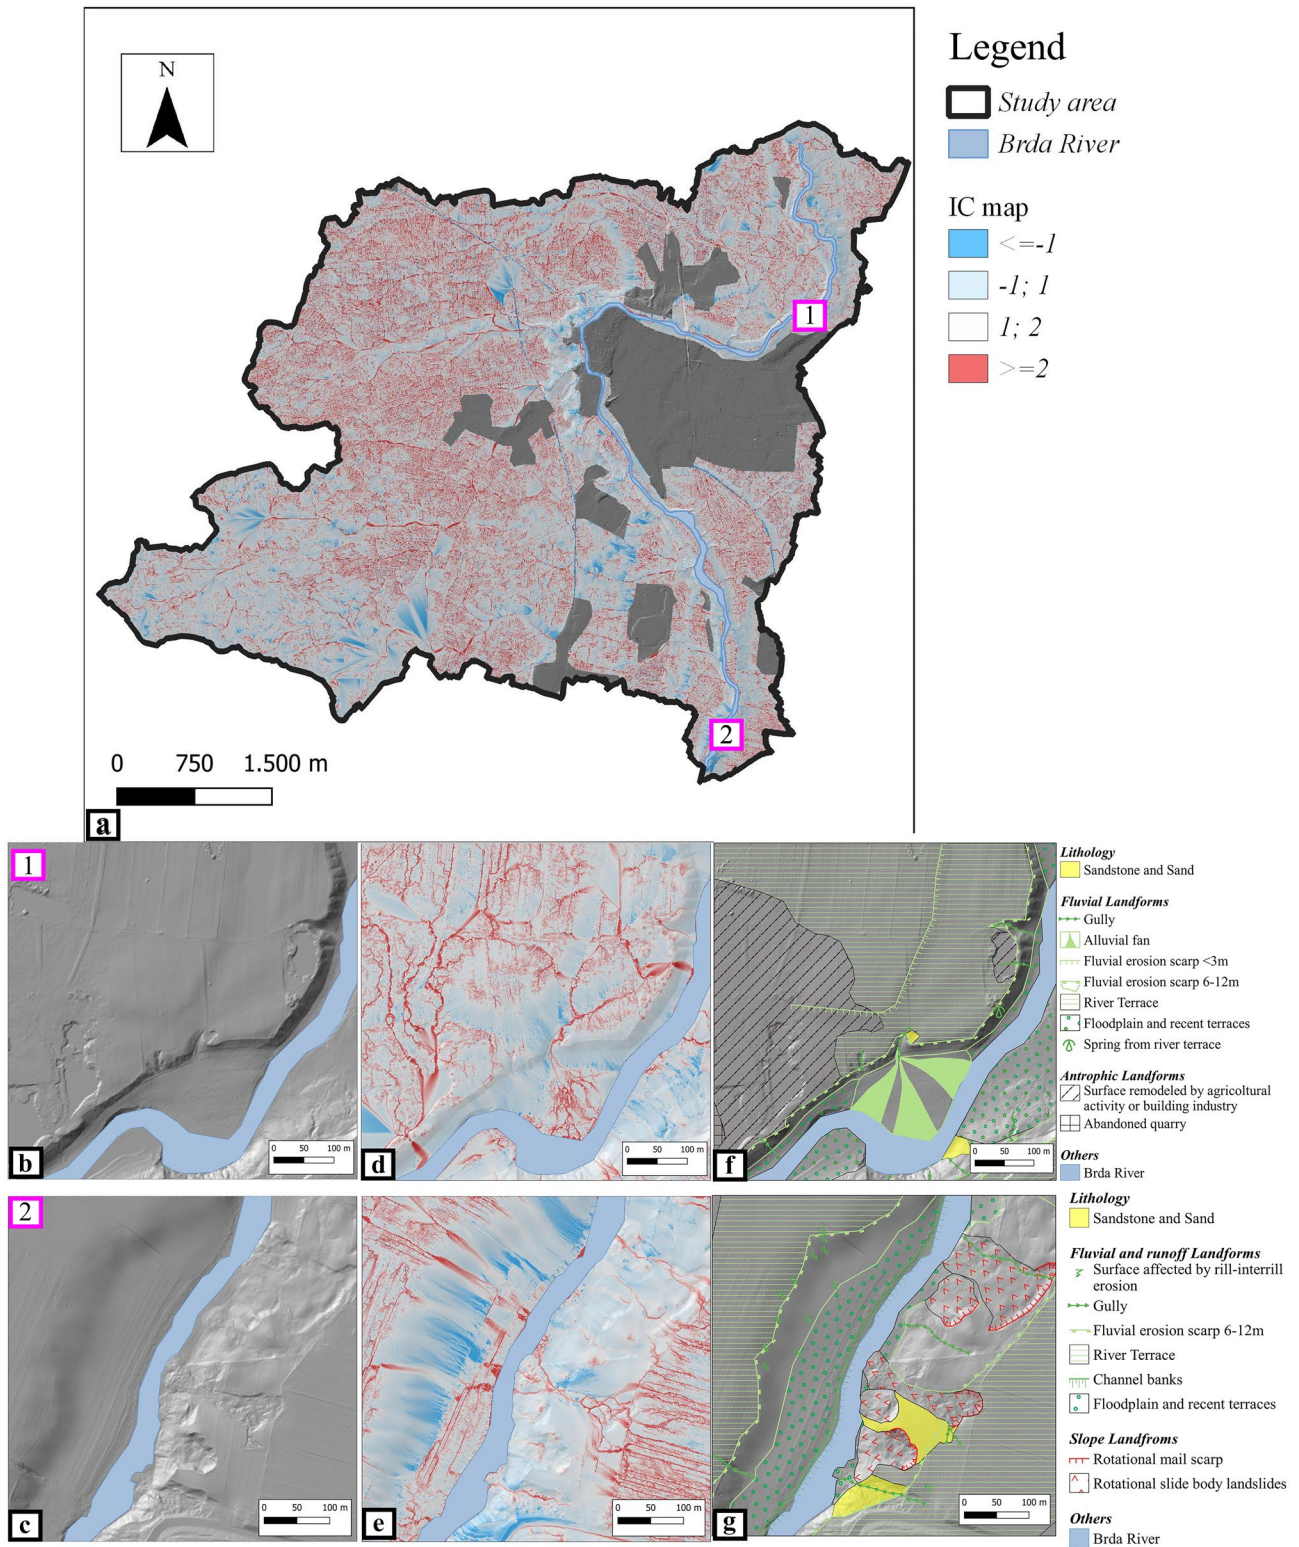 N
Legend
Study area
Brda River
IC map
<=-1
-1; 1
1; 2
>=2
1
2
0 750 1.500 m
a
1
0 50 100 m
b
0 50 100 m
d
0 50 100 m
f
Lithology
Sandstone and Sand
Fluvial Landforms
Gully
Alluvial fan
Fluvial erosion scarp <3m
Fluvial erosion scarp 6-12m
River Terrace
Floodplain and recent terraces
Spring from river terrace
Antrophic Landforms
Surface remodeled by agricoltural
activity or building industry
Abandoned quarry
Others
Brda River
2
0 50 100 m
c
0 50 100 m
e
0 50 100 m
g
Lithology
Sandstone and Sand
Fluvial and runoff Landforms
Surface affected by rill-interrill
erosion
Gully
Fluvial erosion scarp 6-12m
River Terrace
Channel banks
Floodplain and recent terraces
Slope Landfroms
Rotational mail scarp
Rotational slide body landslides
Others
Brda River